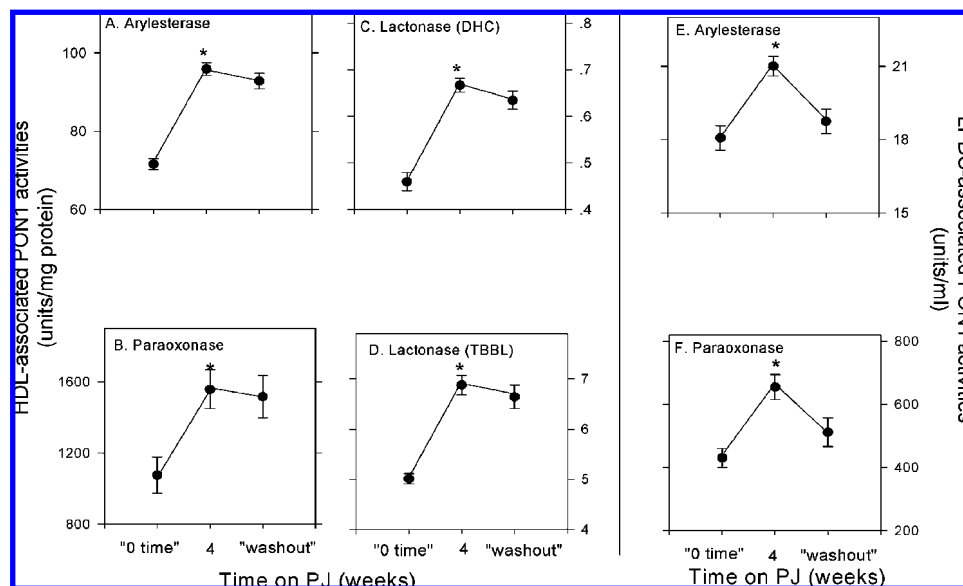 HDL-associated PON1 activities
(units/mg protein)
A. Arylesterase
*
100
80
60
C. Lactonase (DHC)
*
.8
.7
.6
.5
.4
E. Arylesterase
*
21
18
15
B. Paraoxonase
*
1600
1200
800
"0 time" 4 "washout"
D. Lactonase (TBBL)
*
7
6
5
4
"0 time" 4 "washout"
F. Paraoxonase
*
800
600
400
200
"0 time" 4 "washout"
(units/ml)
Time on PJ (weeks)
Time on PJ (weeks)